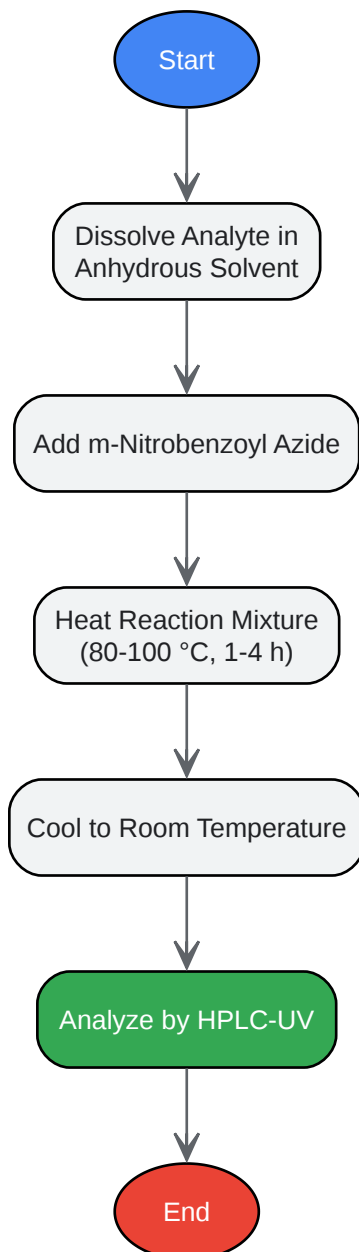 Start
Dissolve Analyte in
Anhydrous Solvent
Add m-Nitrobenzoyl Azide
Heat Reaction Mixture
(80-100 °C, 1-4 h)
Cool to Room Temperature
Analyze by HPLC-UV
End